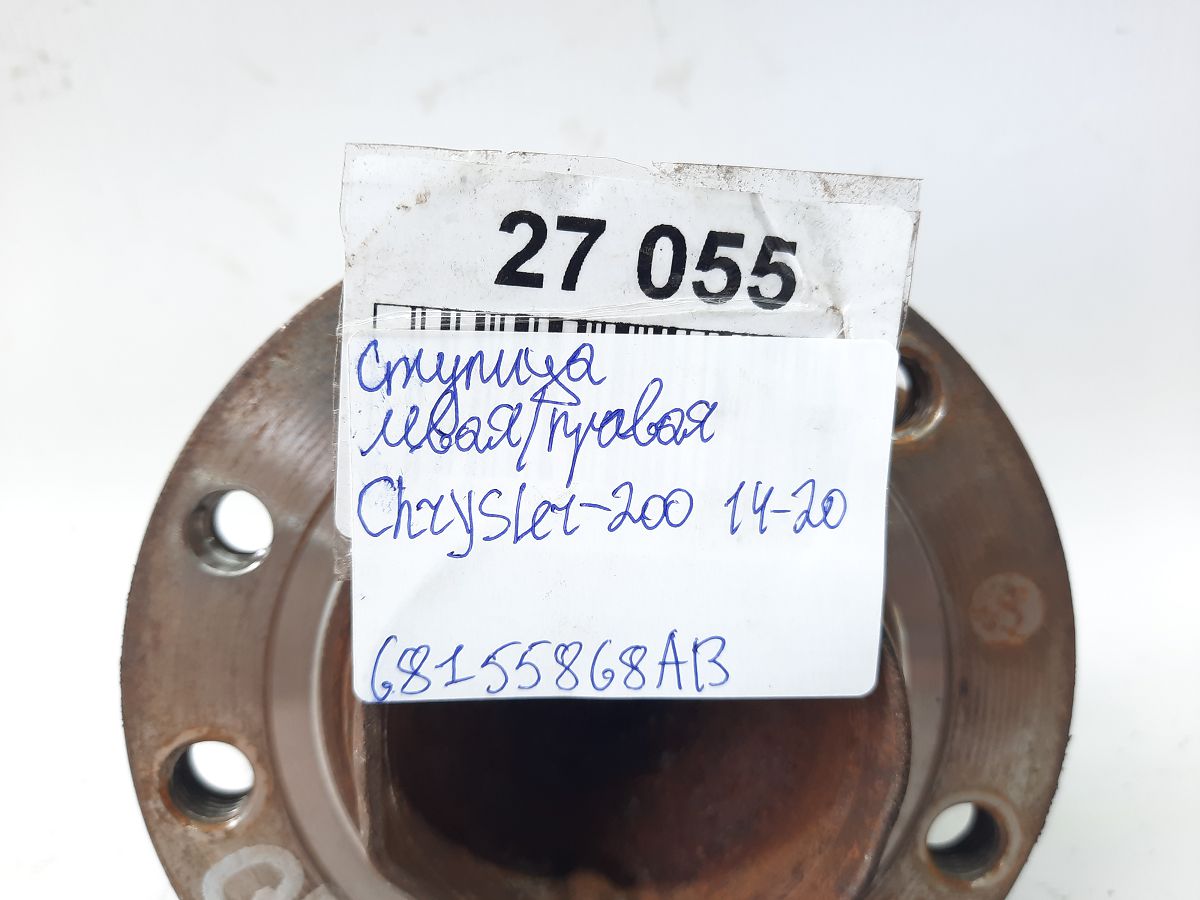 27 055
ступица
левая/правая
Chrysler-200 14-20
68155868AB